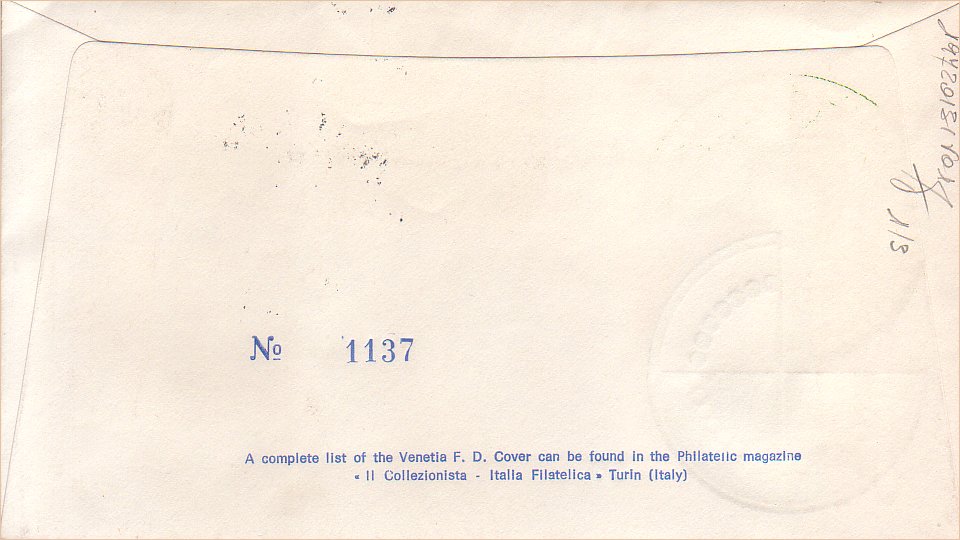 № 1137
A complete list of the Venetia F. D. Cover can be found in the Philatelic magazine
« Il Collezionista - Italia Filatelica » Turin (Italy)